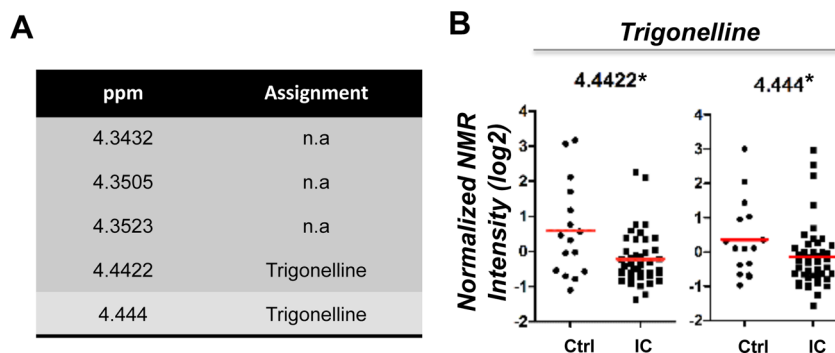 A
ppm Assignment
4.3432 n.a
4.3505 n.a
4.3523 n.a
4.4422 Trigonelline
4.444 Trigonelline
B
Trigonelline
4.4422* 4.444*
Normalized NMR
Intensity (log2)
4 4
3 3
2 2
1 1
0 0
-1 -1
-2 -2
Ctrl IC Ctrl IC